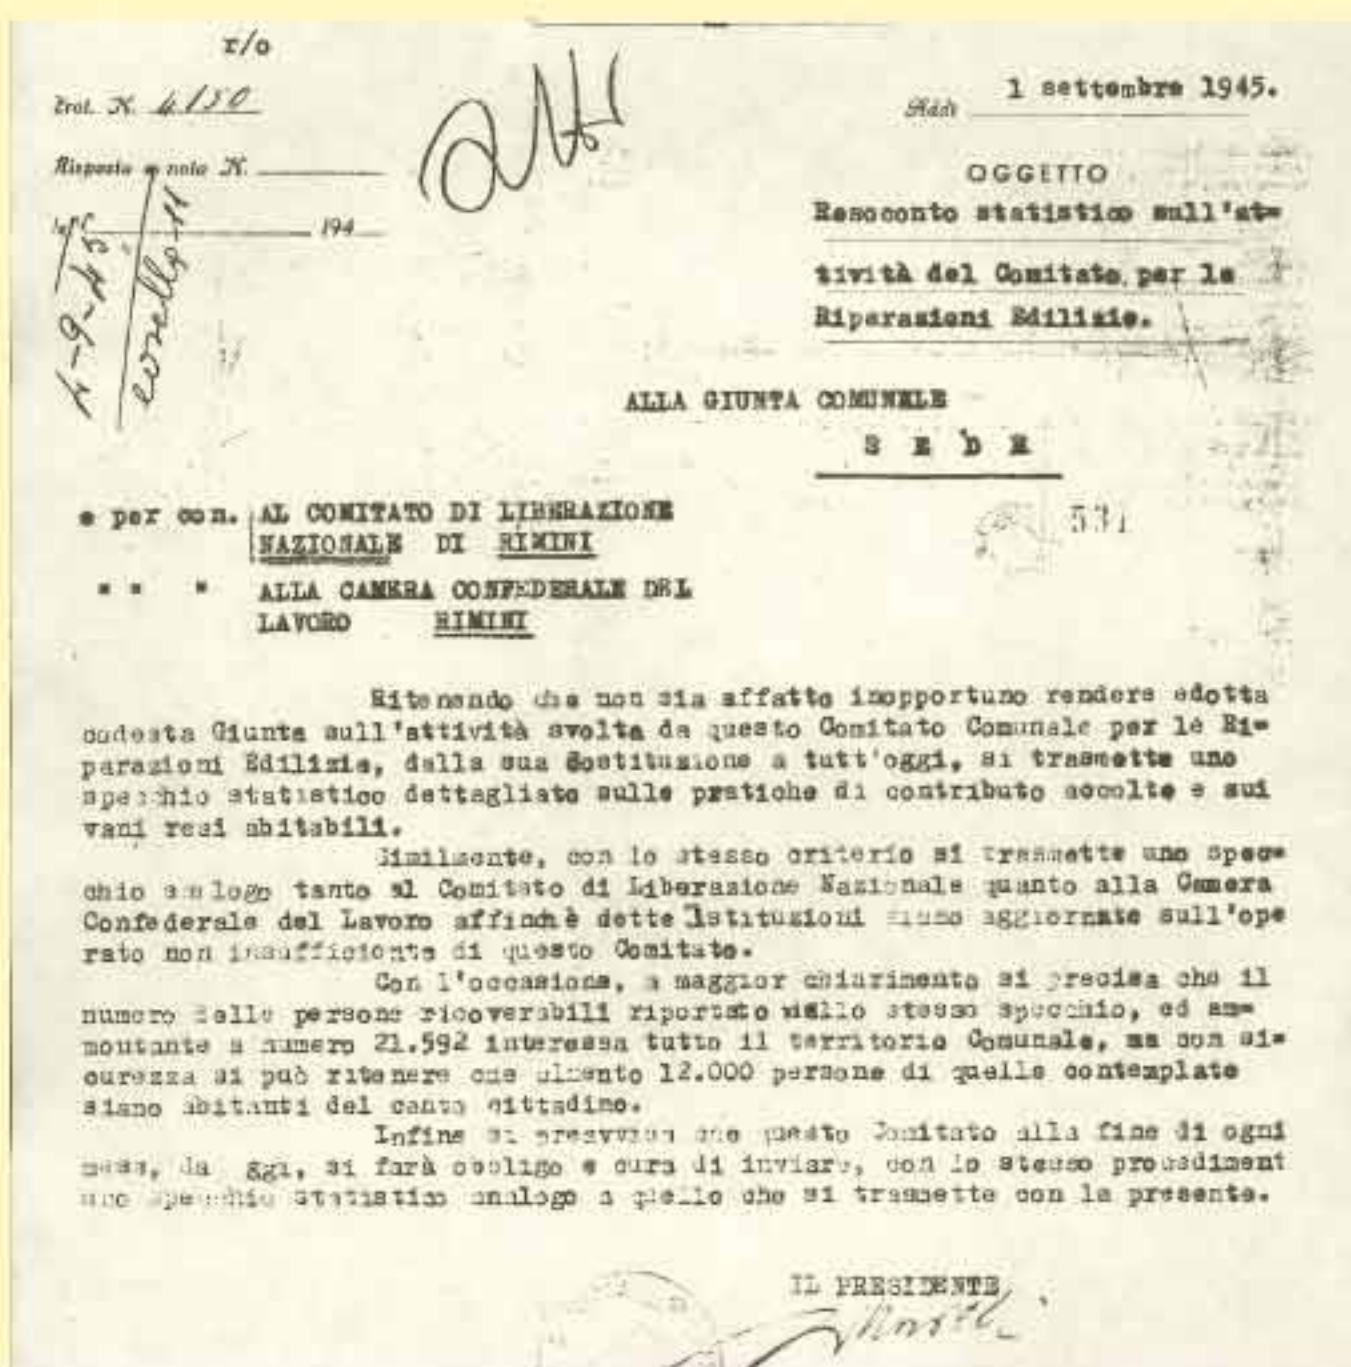 r/o
Prot. N. 4150
1 settembre 1945.
Addì
Risposta a nota N.
OGGETTO
Resoconto statistico sull'at=
194
tività del Comitato per le
Riparazioni Edilizie.
4-9-45
ALLA GIUNTA COMUNALE
S E D E
e per con. AL COMITATO DI LIBERAZIONE
NAZIONALE DI RIMINI
531
" " " ALLA CAMERA CONFEDERALE DEL
LAVORO RIMINI
Ritenendo che non sia affatto inopportuno rendere edotta
codesta Giunta sull'attività svolta da questo Comitato Comunale per le Ri=
parazioni Edilizie, dalla sua Costituzione a tutt'oggi, si trasmette uno
specchio statistico dettagliato sulle pratiche di contributo accolte e sui
vani resi abitabili.
Similmente, con lo stesso criterio si trasmette uno spec=
chio analogo tanto al Comitato di Liberazione Nazionale quanto alla Camera
Confederale del Lavoro affinchè dette Istituzioni siano aggiornate sull'ope
rato non insufficiente di questo Comitato.
Con l'occasione, a maggior chiarimento si precisa che il
numero delle persone ricoverabili riportato nello stesso specchio, ed am=
montante a numero 21.592 interessa tutto il territorio Comunale, ma con si=
curezza si può ritenere che almento 12.000 persone di quelle contemplate
siano abitanti del canto cittadino.
Infine si preavvisa che questo Comitato alla fine di ogni
mese, da oggi, si farà obbligo e cura di inviare, con lo stesso procediment
uno specchio statistico analogo a quello che si trasmette con la presente.
IL PRESIDENTE